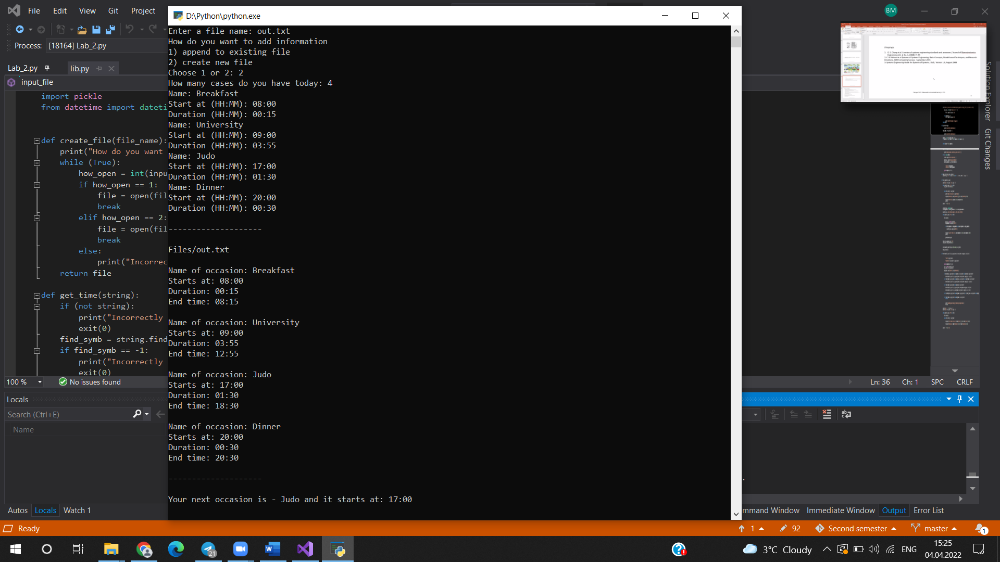 File Edit View Git Project
BM
Process: [18164] Lab_2.py
Lab_2.py
lib.py
input_file
import pickle
from datetime import dateti
def create_file(file_name):
print("How do you want
while (True):
how_open = int(inpu
if how_open == 1:
file = open(fil
break
elif how_open == 2:
file = open(fil
break
else:
print("Incorrec
return file
def get_time(string):
if (not string):
print("Incorrectly
exit(0)
find_symb = string.find
if find_symb == -1:
print("Incorrectly
exit(0)
100 %
No issues found
Locals
Search (Ctrl+E)
Name
Autos Locals Watch 1
Ready
D:\Python\python.exe
Enter a file name: out.txt
How do you want to add information
1) append to existing file
2) create new file
Choose 1 or 2: 2
How many cases do you have today: 4
Name: Breakfast
Start at (HH:MM): 08:00
Duration (HH:MM): 00:15
Name: University
Start at (HH:MM): 09:00
Duration (HH:MM): 03:55
Name: Judo
Start at (HH:MM): 17:00
Duration (HH:MM): 01:30
Name: Dinner
Start at (HH:MM): 20:00
Duration (HH:MM): 00:30
--------------------
Files/out.txt
Name of occasion: Breakfast
Starts at: 08:00
Duration: 00:15
End time: 08:15
Name of occasion: University
Starts at: 09:00
Duration: 03:55
End time: 12:55
Name of occasion: Judo
Starts at: 17:00
Duration: 01:30
End time: 18:30
Name of occasion: Dinner
Starts at: 20:00
Duration: 00:30
End time: 20:30
--------------------
Your next occasion is - Judo and it starts at: 17:00
Solution Explorer
Git Changes
Ln: 36 Ch: 1 SPC CRLF
mmand Window Immediate Window Output Error List
1 92 Second semester master 1
21
3°C Cloudy
ENG
15:25
04.04.2022